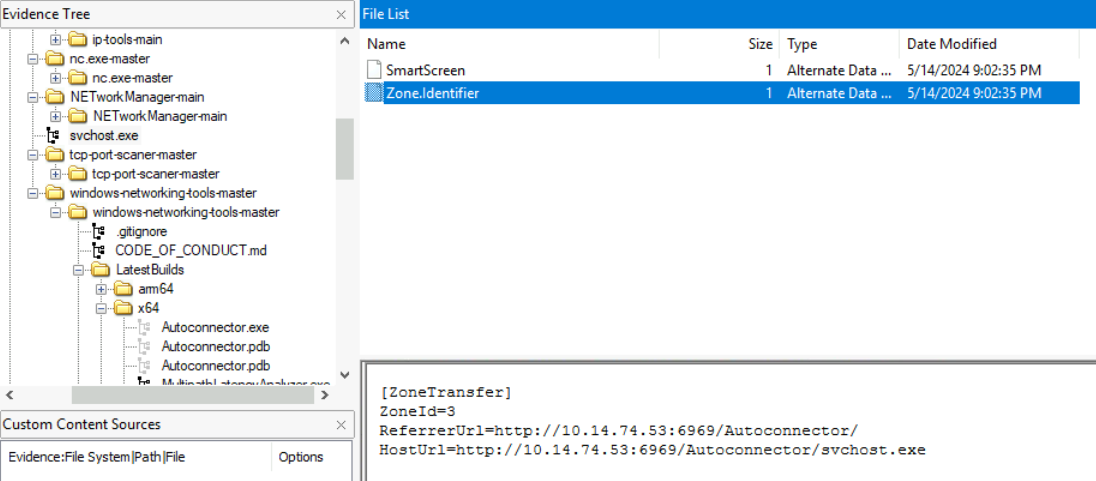 Evidence Tree
ip-tools-main
nc.exe-master
nc.exe-master
NETworkManager-main
NETworkManager-main
svchost.exe
tcp-port-scaner-master
tcp-port-scaner-master
windows-networking-tools-master
windows-networking-tools-master
.gitignore
CODE_OF_CONDUCT.md
LatestBuilds
arm64
x64
Autoconnector.exe
Autoconnector.pdb
Autoconnector.pdb
MultipathLatencyAnalyzer.exe
Custom Content Sources
Evidence:File System|Path|File Options
File List
Name Size Type Date Modified
SmartScreen 1 Alternate Data ... 5/14/2024 9:02:35 PM
Zone.Identifier 1 Alternate Data ... 5/14/2024 9:02:35 PM
[ZoneTransfer]
ZoneId=3
ReferrerUrl=http://10.14.74.53:6969/Autoconnector/
HostUrl=http://10.14.74.53:6969/Autoconnector/svchost.exe